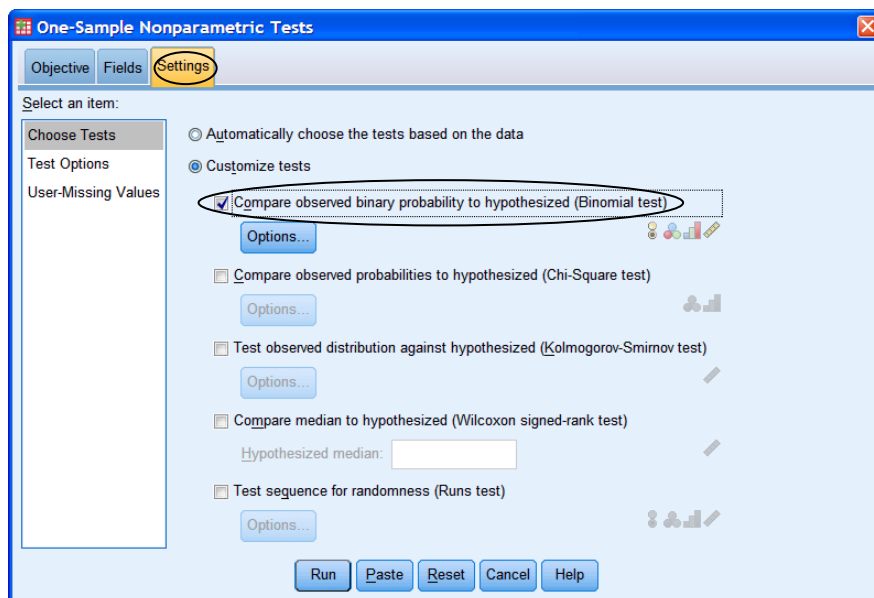 One-Sample Nonparametric Tests
Objective Fields Settings
Select an item:
Choose Tests
Test Options
User-Missing Values
Automatically choose the tests based on the data
Customize tests
Compare observed binary probability to hypothesized (Binomial test)
Options...
Compare observed probabilities to hypothesized (Chi-Square test)
Options...
Test observed distribution against hypothesized (Kolmogorov-Smirnov test)
Options...
Compare median to hypothesized (Wilcoxon signed-rank test)
Hypothesized median:
Test sequence for randomness (Runs test)
Options...
Run Paste Reset Cancel Help